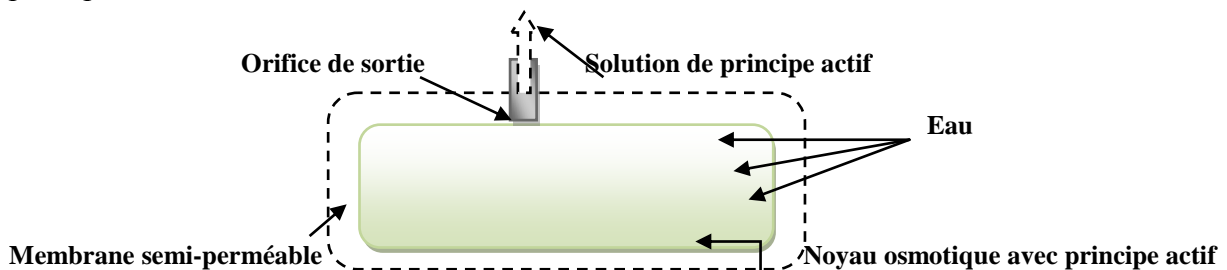 Orifice de sortie
Solution de principe actif
Eau
Membrane semi-perméable
Noyau osmotique avec principe actif